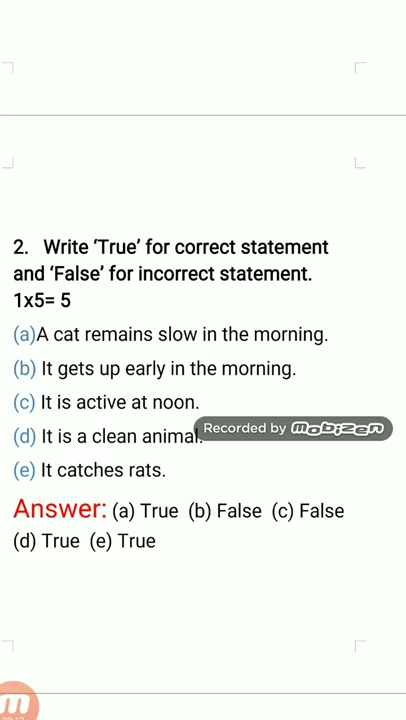 2. Write ‘True’ for correct statement
and ‘False’ for incorrect statement.
1x5= 5
(a)A cat remains slow in the morning.
(b) It gets up early in the morning.
(c) It is active at noon.
(d) It is a clean animal.
Recorded by mobizen
(e) It catches rats.
Answer: (a) True (b) False (c) False
(d) True (e) True